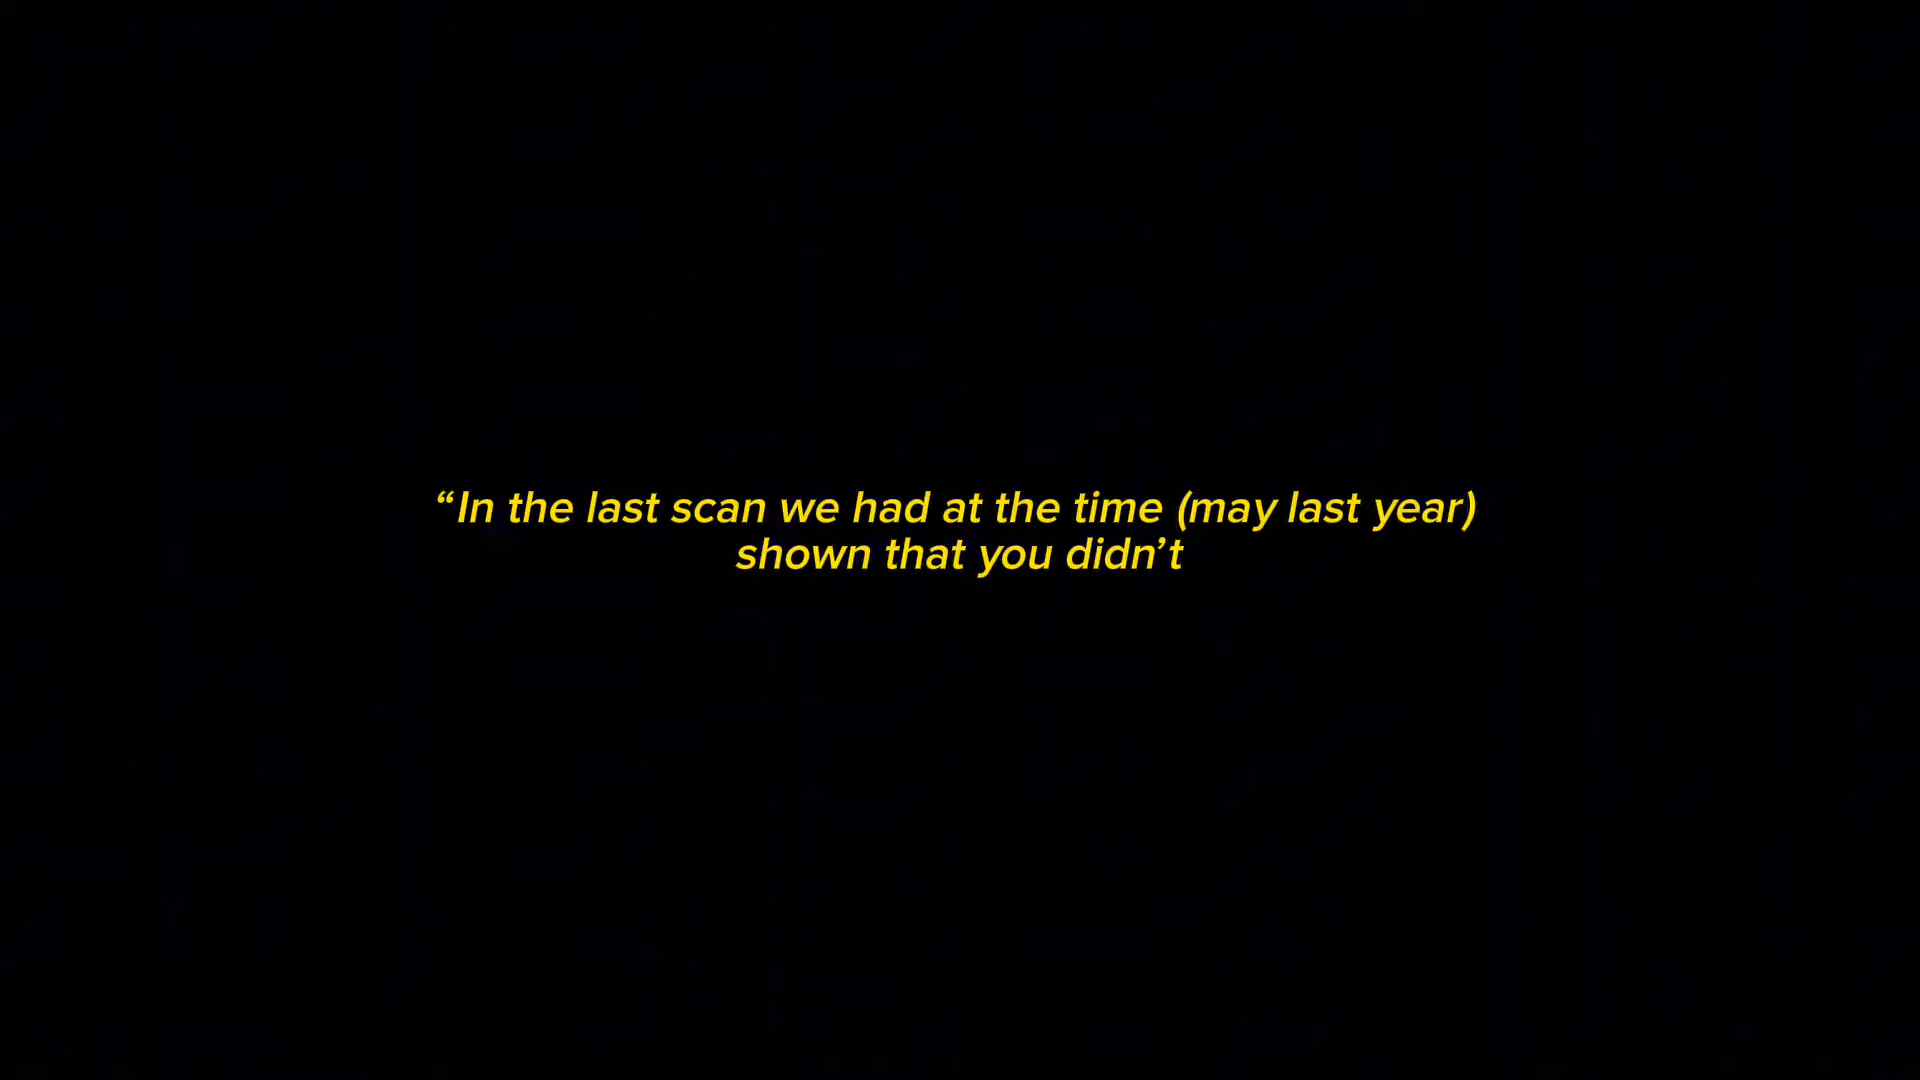 “In the last scan we had at the time (may last year)
shown that you didn’t